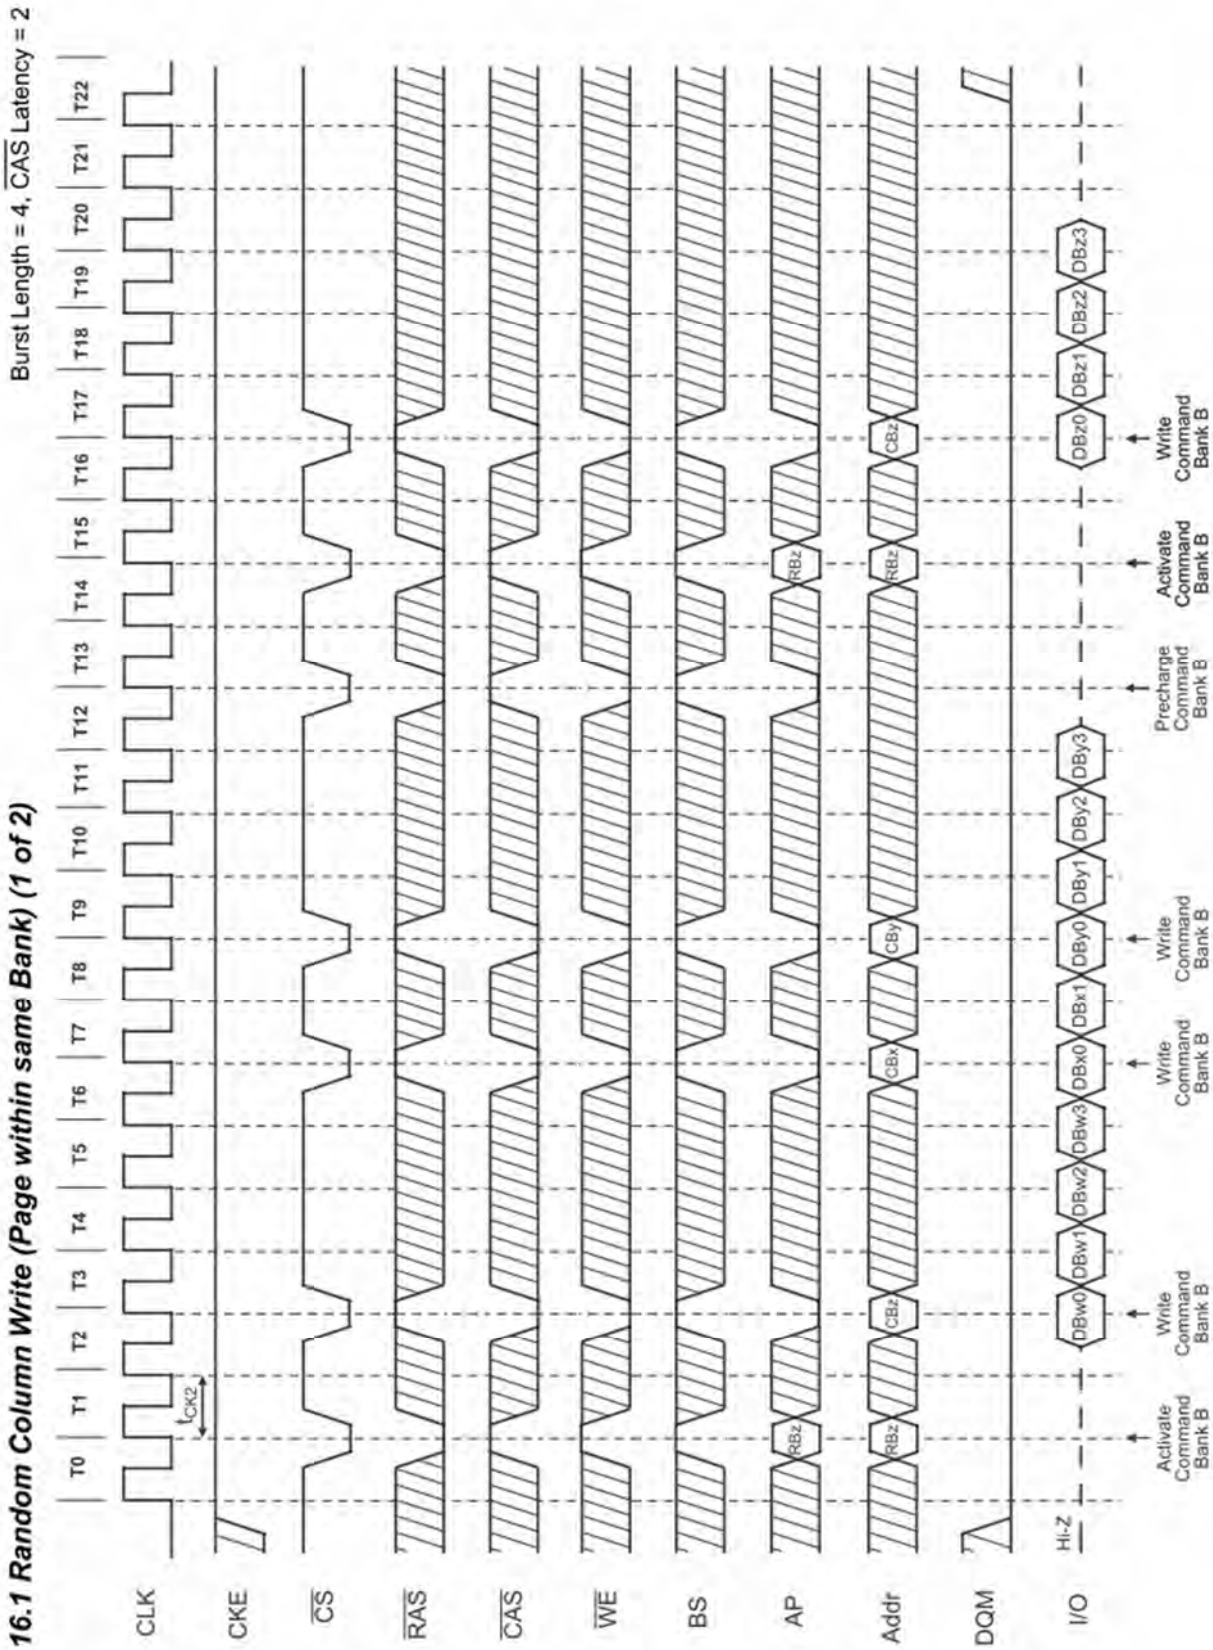 16.1 Random Column Write (Page within same Bank) (1 of 2)
Burst Length = 4, CAS Latency = 2
T0 T1 T2 T3 T4 T5 T6 T7 T8 T9 T10 T11 T12 T13 T14 T15 T16 T17 T18 T19 T20 T21 T22
CLK
tCK2
CKE
CS
RAS
CAS
WE
BS
AP
RBz RBz
Addr
RBz CBz CBx CBy RBz CBz
DQM
I/O
Hi-Z
DBw0 DBw1 DBw2 DBw3 DBx0 DBx1 DBy0 DBy1 DBy2 DBy3 DBz0 DBz1 DBz2 DBz3
Activate
Command
Bank B
Write
Command
Bank B
Write
Command
Bank B
Write
Command
Bank B
Precharge
Command
Bank B
Activate
Command
Bank B
Write
Command
Bank B